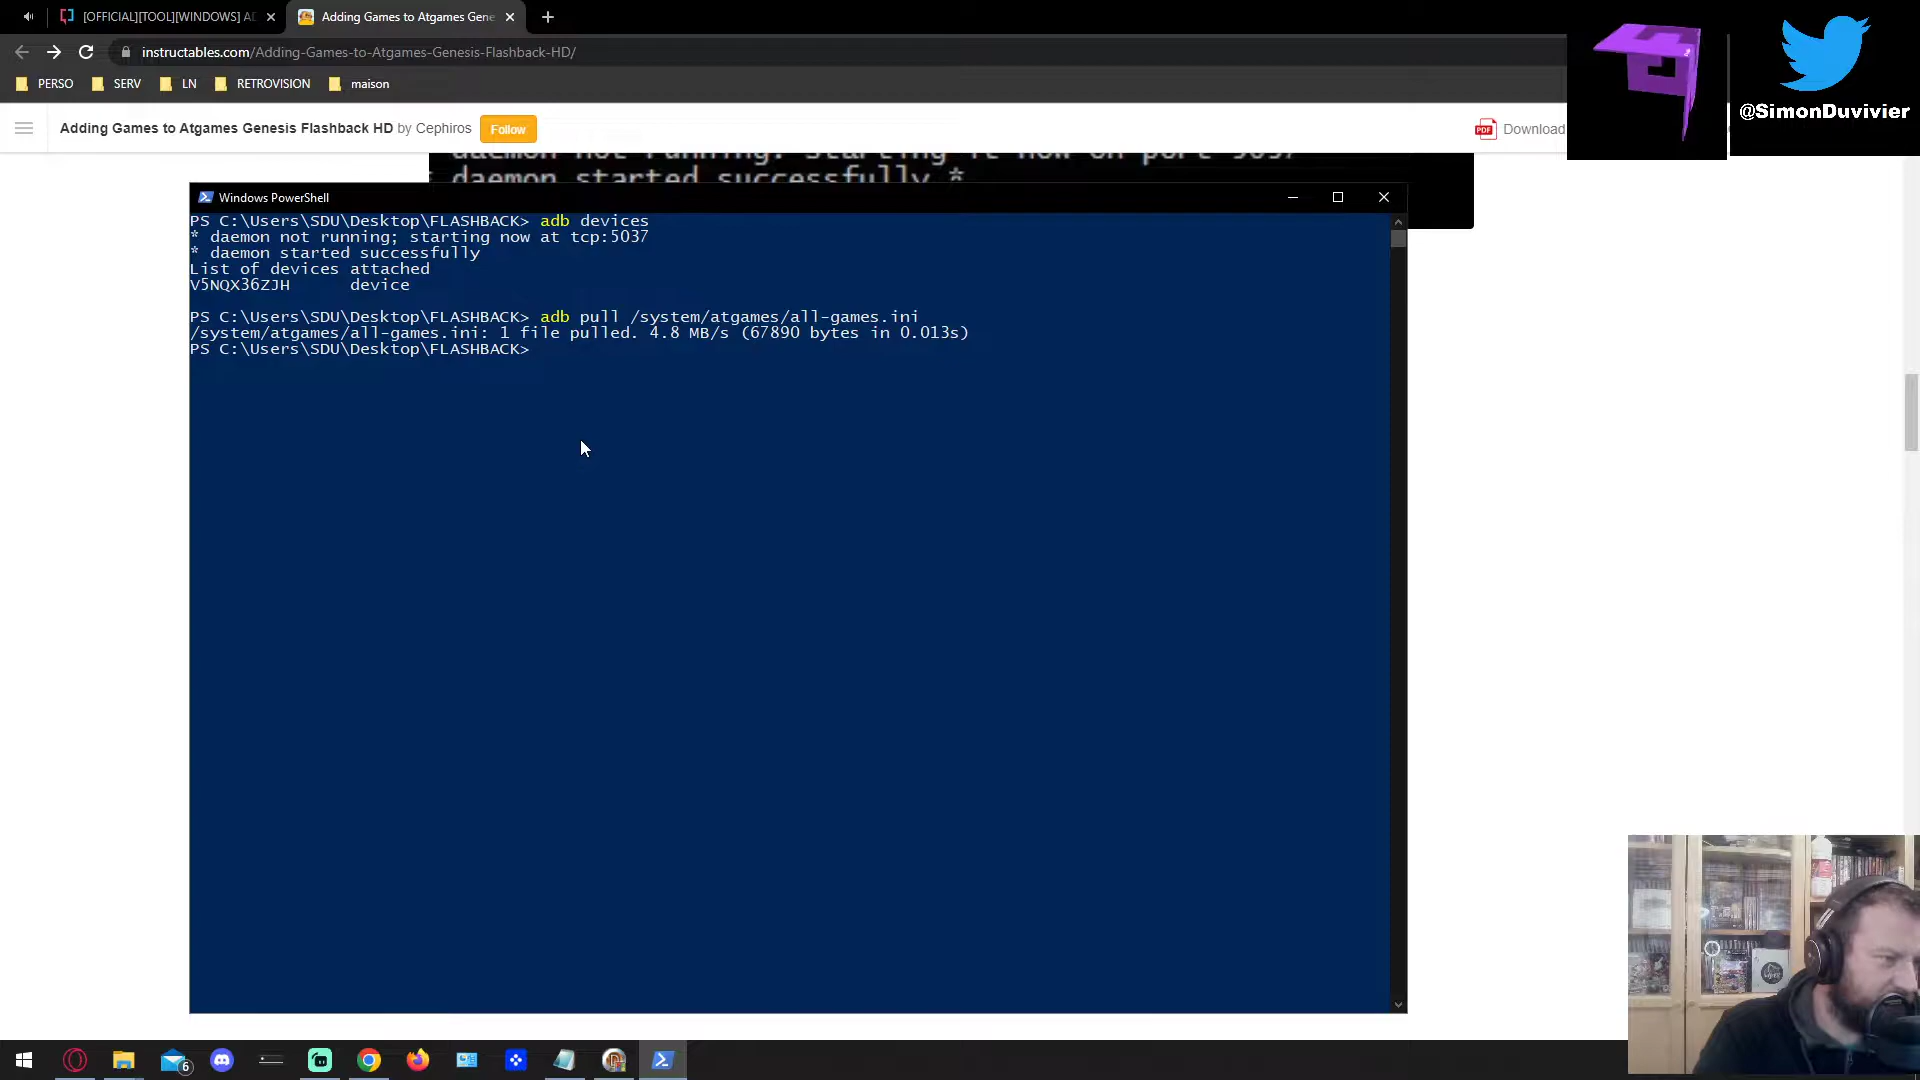 [OFFICIAL][TOOL][WINDOWS] AD
Adding Games to Atgames Gene
instructables.com/Adding-Games-to-Atgames-Genesis-Flashback-HD/
PERSO
SERV
LN
RETROVISION
maison
@SimonDuvivier
Adding Games to Atgames Genesis Flashback HD by Cephiros
Follow
PDF
Download
daemon not running. starting it now on port 5037
daemon started successfully *
Windows PowerShell
PS C:\Users\SDU\Desktop\FLASHBACK> adb devices
* daemon not running; starting now at tcp:5037
* daemon started successfully
List of devices attached
V5NQX36ZJH device
PS C:\Users\SDU\Desktop\FLASHBACK> adb pull /system/atgames/all-games.ini
/system/atgames/all-games.ini: 1 file pulled. 4.8 MB/s (67890 bytes in 0.013s)
PS C:\Users\SDU\Desktop\FLASHBACK>
6